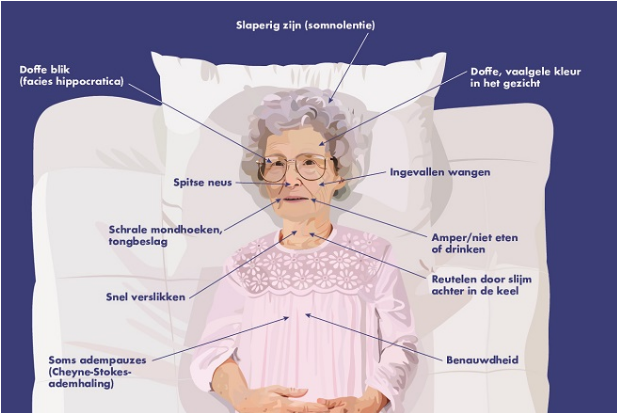 Slaperig zijn (somnolentie)
Doffe blik
(facies hippocratica)
Doffe, vaalgele kleur
in het gezicht
Spitse neus
Ingevallen wangen
Schrale mondhoeken,
tongbeslag
Amper/niet eten
of drinken
Snel verslikken
Reutelen door slijm
achter in de keel
Soms adempauzes
(Cheyne-Stokes-
ademhaling)
Benauwdheid